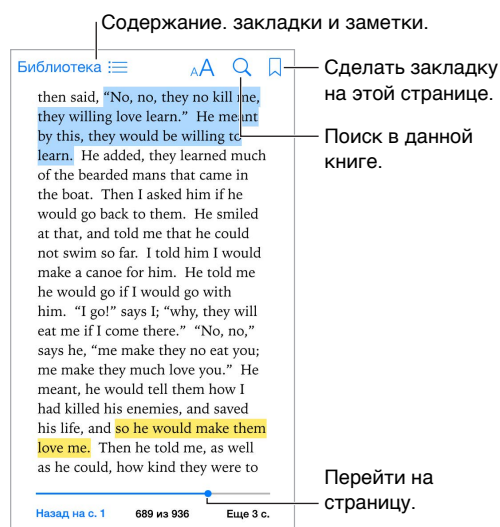 Содержание. закладки и заметки.
Библиотека
AA
Сделать закладку
на этой странице.
Поиск в данной
книге.
then said, “No, no, they no kill me,
they willing love learn.” He meant
by this, they would be willing to
learn. He added, they learned much
of the bearded mans that came in
the boat. Then I asked him if he
would go back to them. He smiled
at that, and told me that he could
not swim so far. I told him I would
make a canoe for him. He told me
he would go if I would go with
him. “I go!” says I; “why, they will
eat me if I come there.” “No, no,”
says he, “me make they no eat you;
me make they much love you.” He
meant, he would tell them how I
had killed his enemies, and saved
his life, and so he would make them
love me. Then he told me, as well
as he could, how kind they were to
Перейти на
страницу.
Назад на с. 1 689 из 936 Еще 3 с.